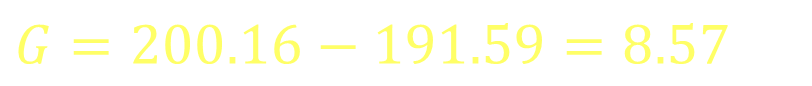 G = 200.16 − 191.59 = 8.57